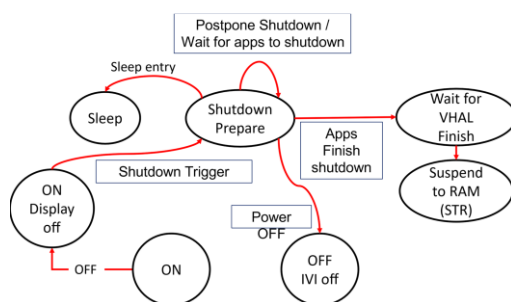 Postpone Shutdown /
Wait for apps to shutdown
Sleep entry
Sleep
Shutdown
Prepare
Wait for
VHAL
Finish
Apps
Finish
shutdown
Shutdown Trigger
Suspend
to RAM
(STR)
ON
Display
off
Power
OFF
OFF
ON
OFF
IVI off